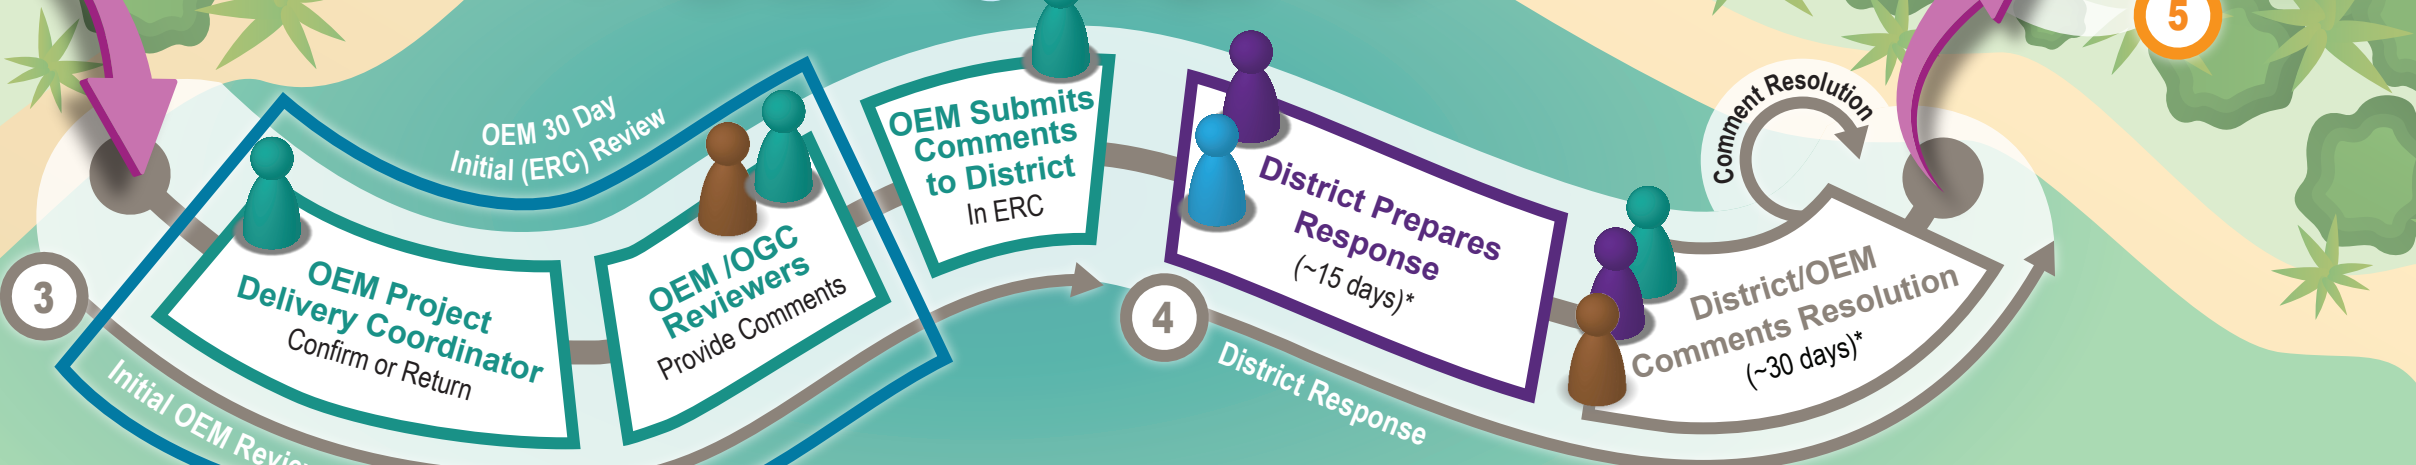 3
Initial OEM Review
OEM 30 Day
Initial (ERC) Review
OEM Project
Delivery Coordinator
Confirm or Return
OEM /OGC
Reviewers
Provide Comments
OEM Submits
Comments
to District
In ERC
4
District Response
District Prepares
Response
(~15 days)*
District/OEM
Comments Resolution
(~30 days)*
Comment Resolution
5